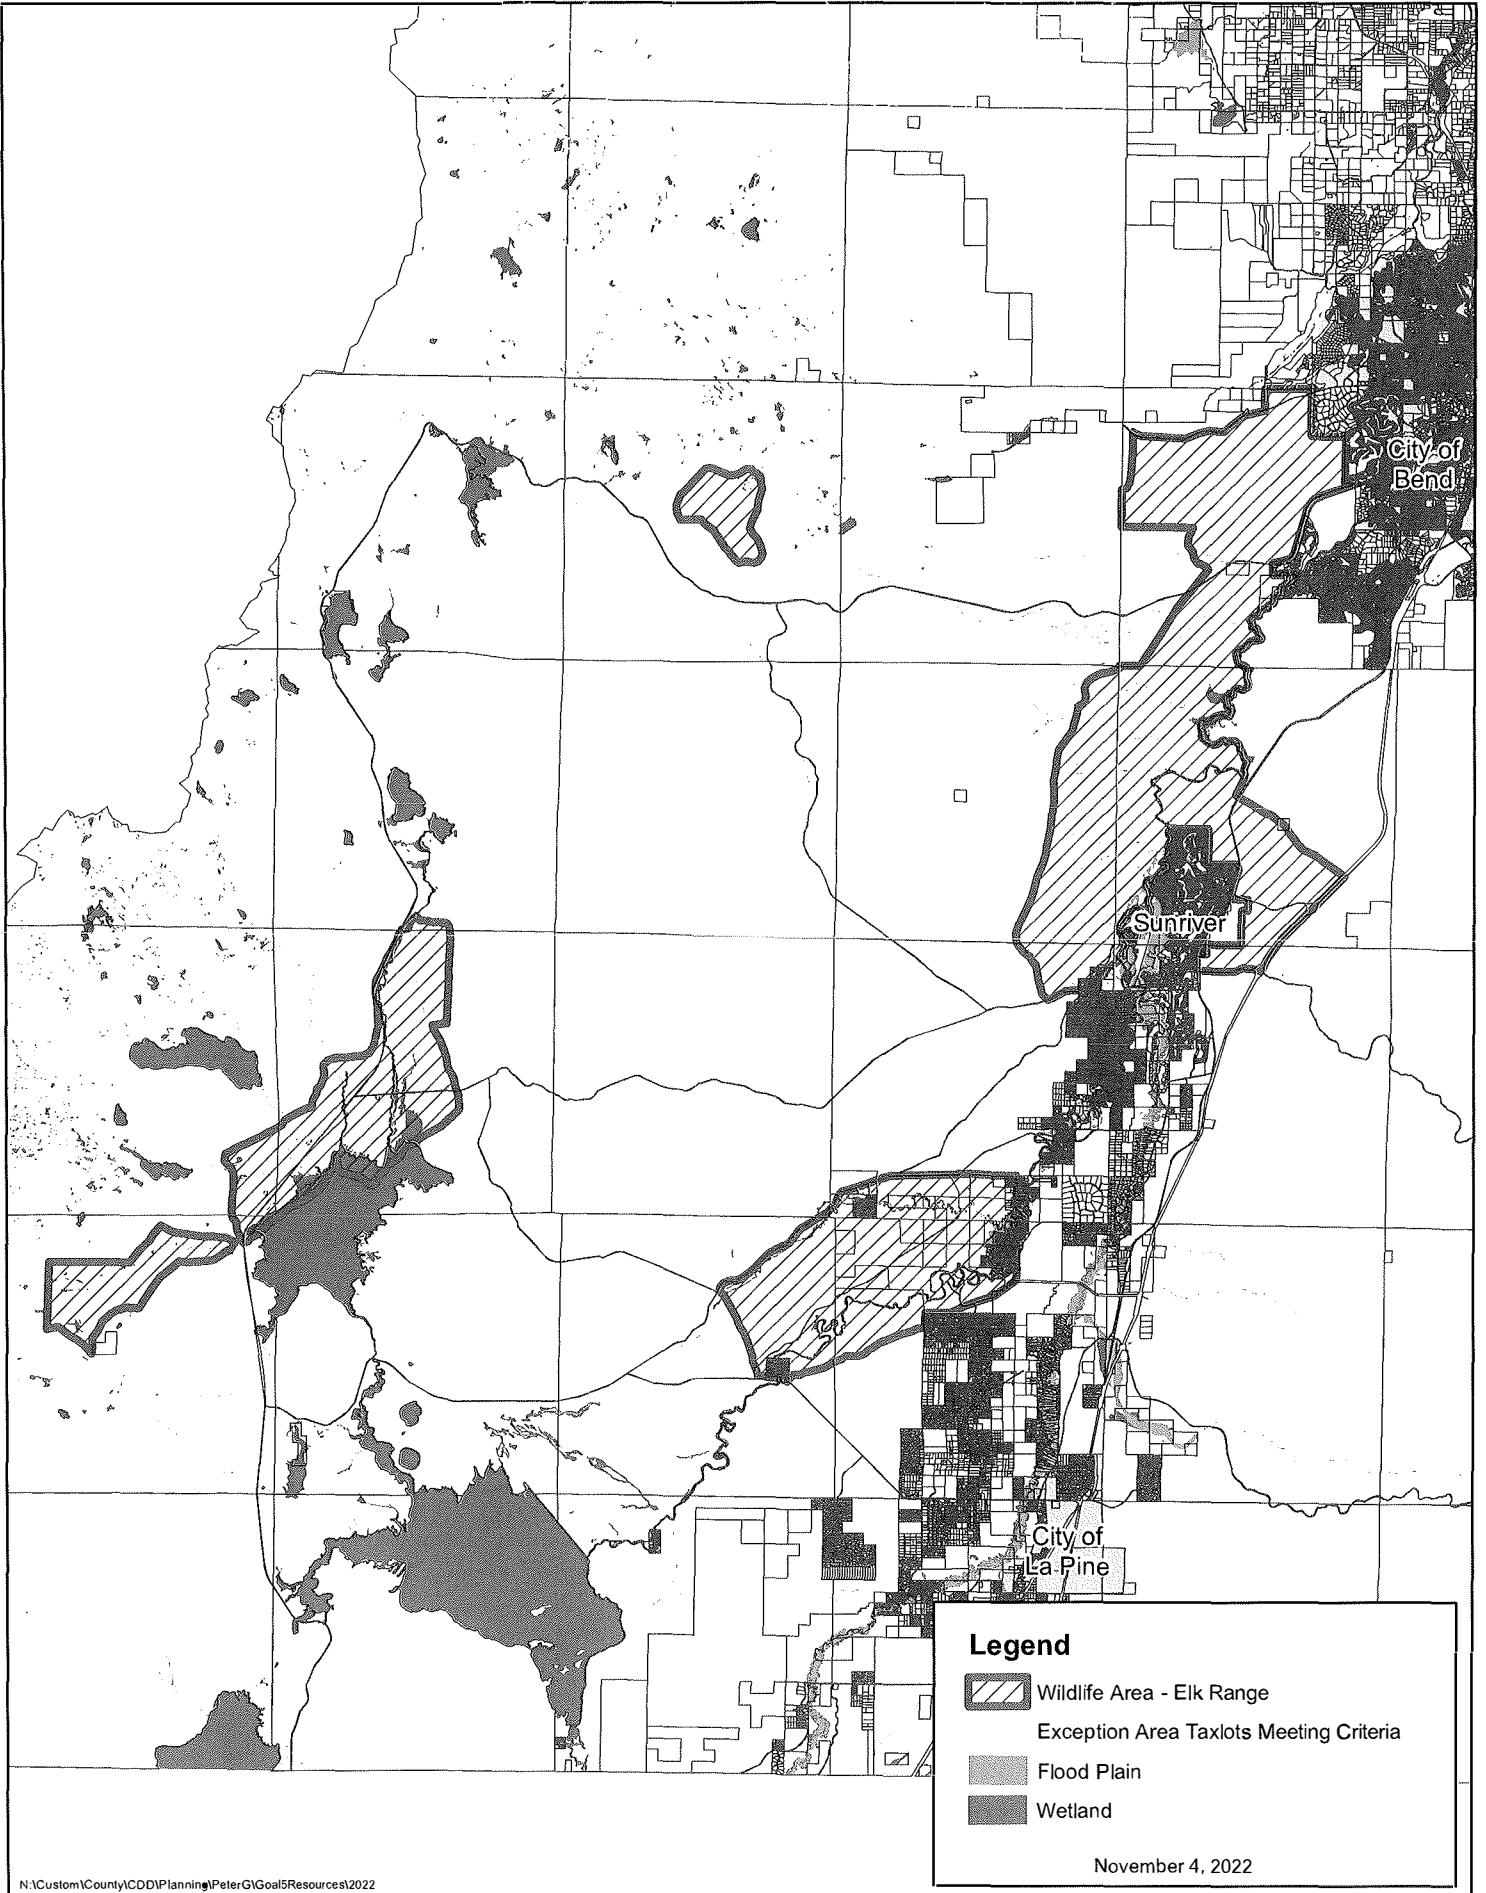 City of
Bend
Sunriver
City of
La Pine
Legend
Wildlife Area - Elk Range
Exception Area Taxlots Meeting Criteria
Flood Plain
Wetland
November 4, 2022
N:\Custom\County\CDD\Planning\PeterG\Goal5Resources\2022